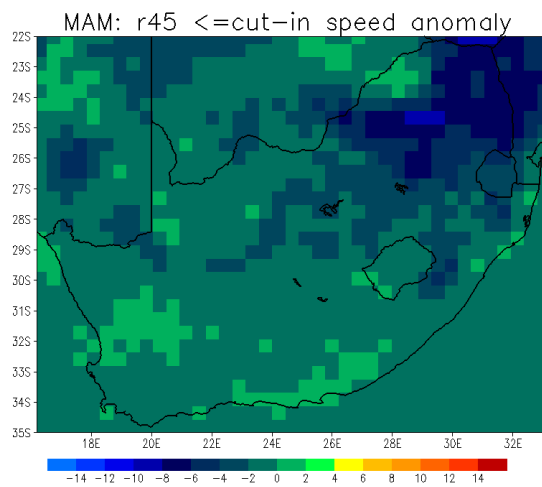 MAM: r45 <=cut-in speed anomaly
22S
23S
24S
25S
26S
27S
28S
29S
30S
31S
32S
33S
34S
35S
18E 20E 22E 24E 26E 28E 30E 32E
-14 -12 -10 -8 -6 -4 -2 0 2 4 6 8 10 12 14